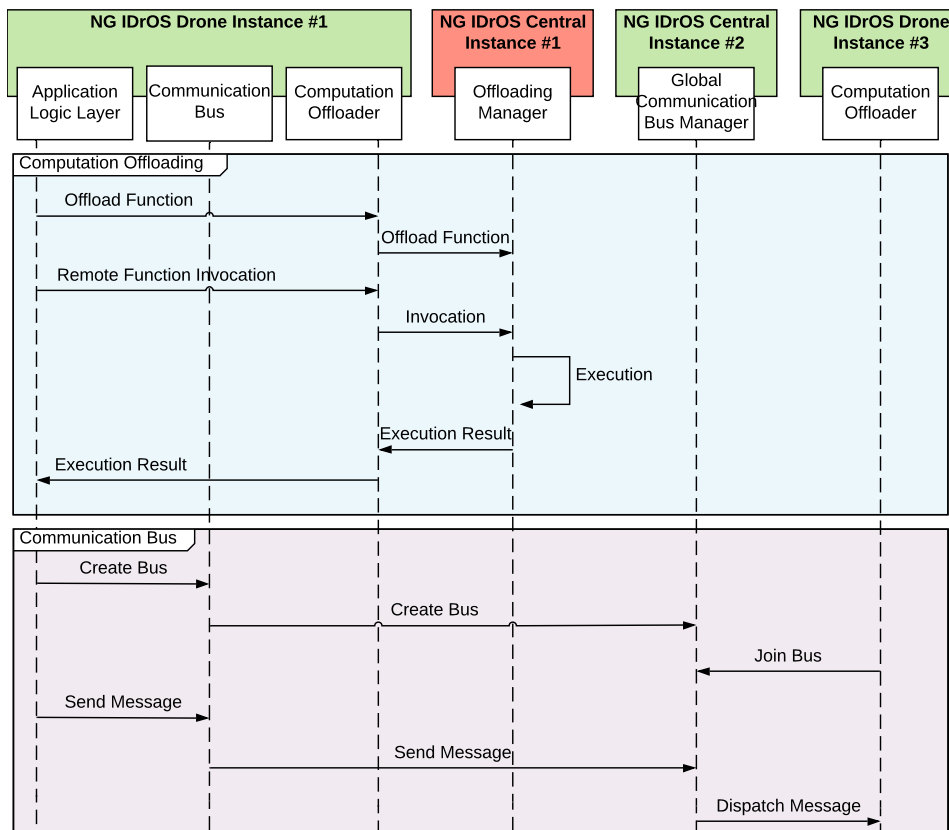 NG IDrOS Drone Instance #1
NG IDrOS Central
Instance #1
NG IDrOS Central
Instance #2
NG IDrOS Drone
Instance #3
Application
Logic Layer
Communication
Bus
Computation
Offloader
Offloading
Manager
Global
Communication
Bus Manager
Computation
Offloader
Computation Offloading
Offload Function
Offload Function
Remote Function Invocation
Invocation
Execution
Execution Result
Execution Result
Communication Bus
Create Bus
Create Bus
Join Bus
Send Message
Send Message
Dispatch Message